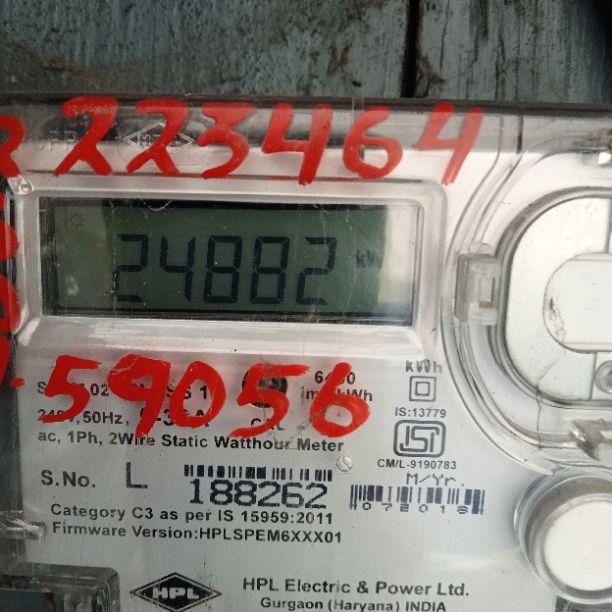 223464
24882 kW
59056
kWh
240V,50Hz,
IS:13779
ac, 1Ph, 2Wire Static Watthour Meter
CM/L-9190783
S.No. L 188262
M/Yr.
Category C3 as per IS 15959:2011
Firmware Version:HPLSPEM6XXX01
HPL
HPL Electric & Power Ltd.
Gurgaon (Haryana) INDIA